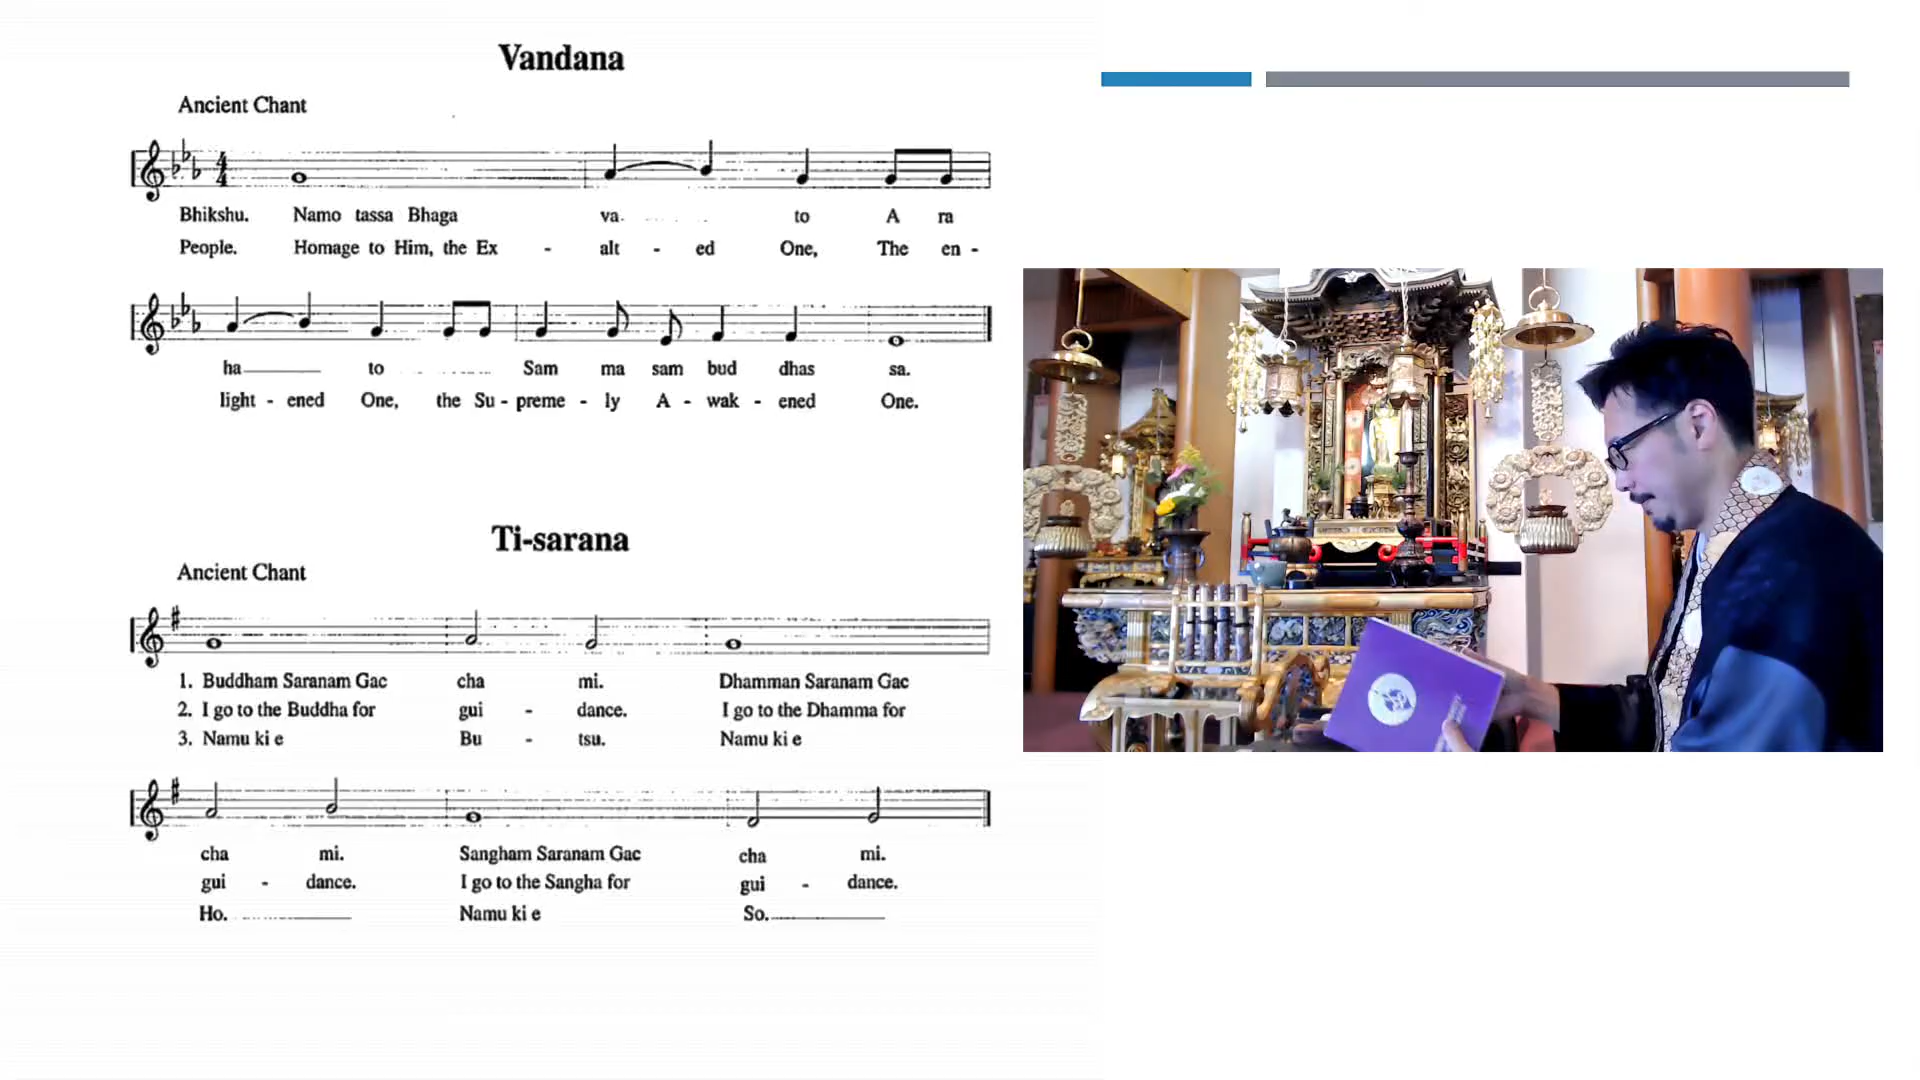 Vandana
Ancient Chant
Bhikshu. Namo tassa Bhaga va. to A ra
People. Homage to Him, the Ex - alt - ed One, The en -
ha to Sam ma sam bud dhas sa.
light - ened One, the Su - preme - ly A - wak - ened One.
Ti-sarana
Ancient Chant
1. Buddham Saranam Gac cha mi. Dhamman Saranam Gac
2. I go to the Buddha for gui - dance. I go to the Dhamma for
3. Namu ki e Bu - tsu. Namu ki e
cha mi. Sangham Saranam Gac cha mi.
gui - dance. I go to the Sangha for gui - dance.
Ho. Namu ki e So.